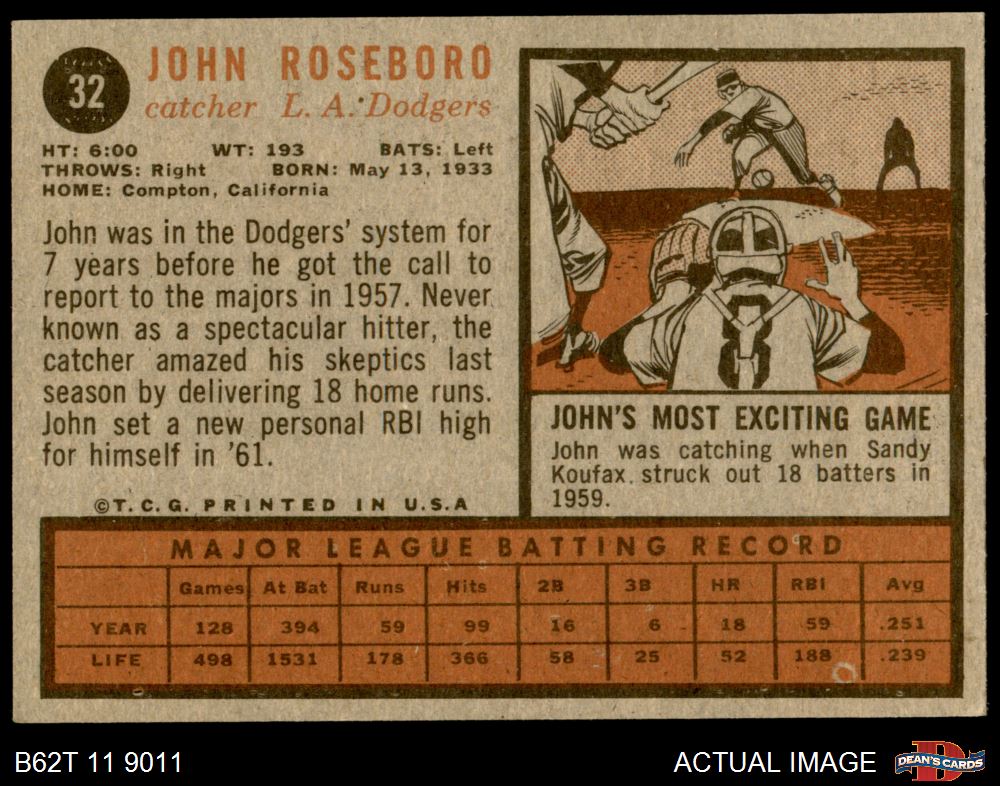 32
JOHN ROSEBORO
catcher L. A. Dodgers
HT: 6:00 WT: 193 BATS: Left
THROWS: Right BORN: May 13, 1933
HOME: Compton, California
John was in the Dodgers' system for
7 years before he got the call to
report to the majors in 1957. Never
known as a spectacular hitter, the
catcher amazed his skeptics last
season by delivering 18 home runs.
John set a new personal RBI high
for himself in '61.
©T. C. G. PRINTED IN U.S.A
8
JOHN'S MOST EXCITING GAME
John was catching when Sandy
Koufax struck out 18 batters in
1959.
MAJOR LEAGUE BATTING RECORD
Games At Bat Runs Hits 2B 3B HR RBI Avg
YEAR 128 394 59 99 16 6 18 59 .251
LIFE 498 1531 178 366 58 25 52 188 .239
B62T 11 9011
ACTUAL IMAGE
D
DEAN'S CARDS